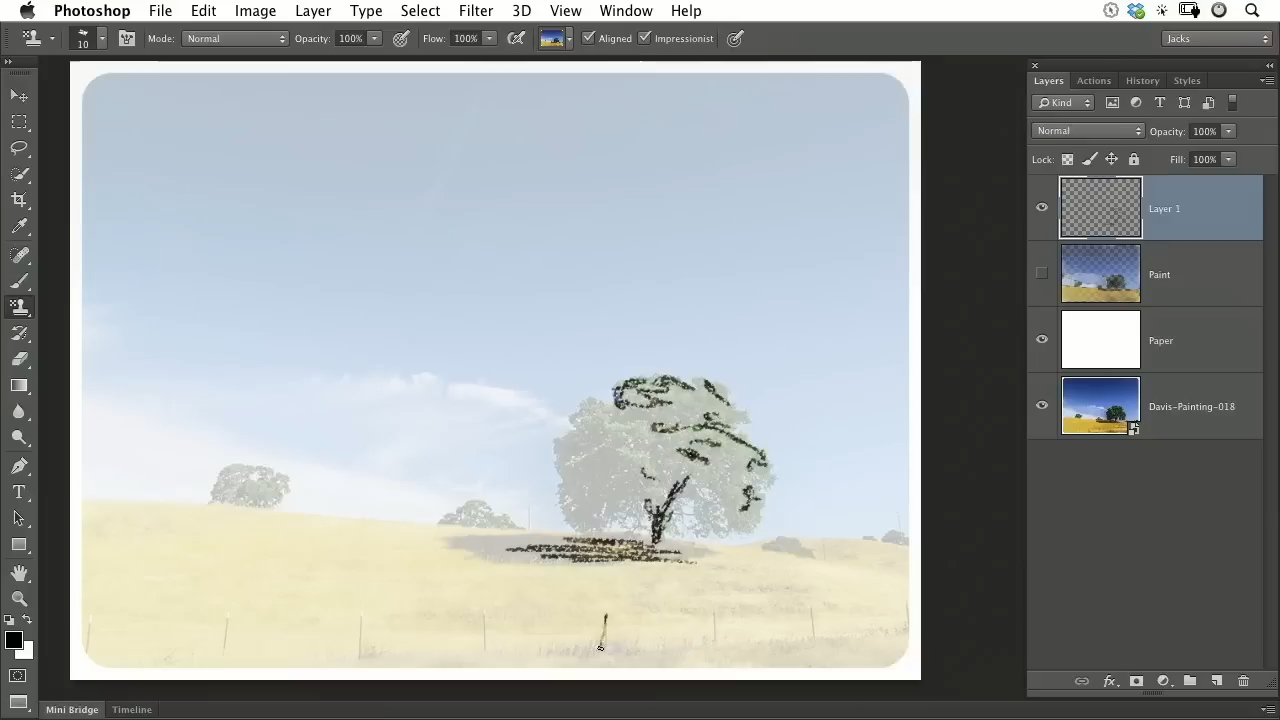 Photoshop File Edit Image Layer Type Select Filter 3D View Window Help
10 Mode: Normal Opacity: 100% Flow: 100% Aligned Impressionist Jacks
Layers Actions History Styles
Kind
Normal Opacity: 100%
Lock: Fill: 100%
Layer 1
Paint
Paper
Davis-Painting-018
T
fx
Mini Bridge Timeline